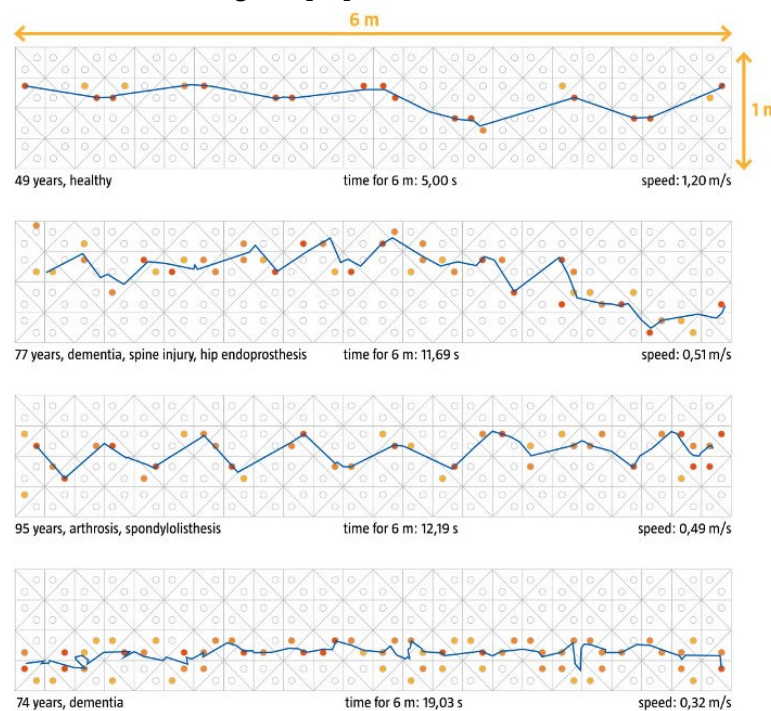 6 m
1 m
49 years, healthy time for 6 m: 5,00 s speed: 1,20 m/s
77 years, dementia, spine injury, hip endoprosthesis time for 6 m: 11,69 s speed: 0,51 m/s
95 years, arthrosis, spondylolisthesis time for 6 m: 12,19 s speed: 0,49 m/s
74 years, dementia time for 6 m: 19,03 s speed: 0,32 m/s